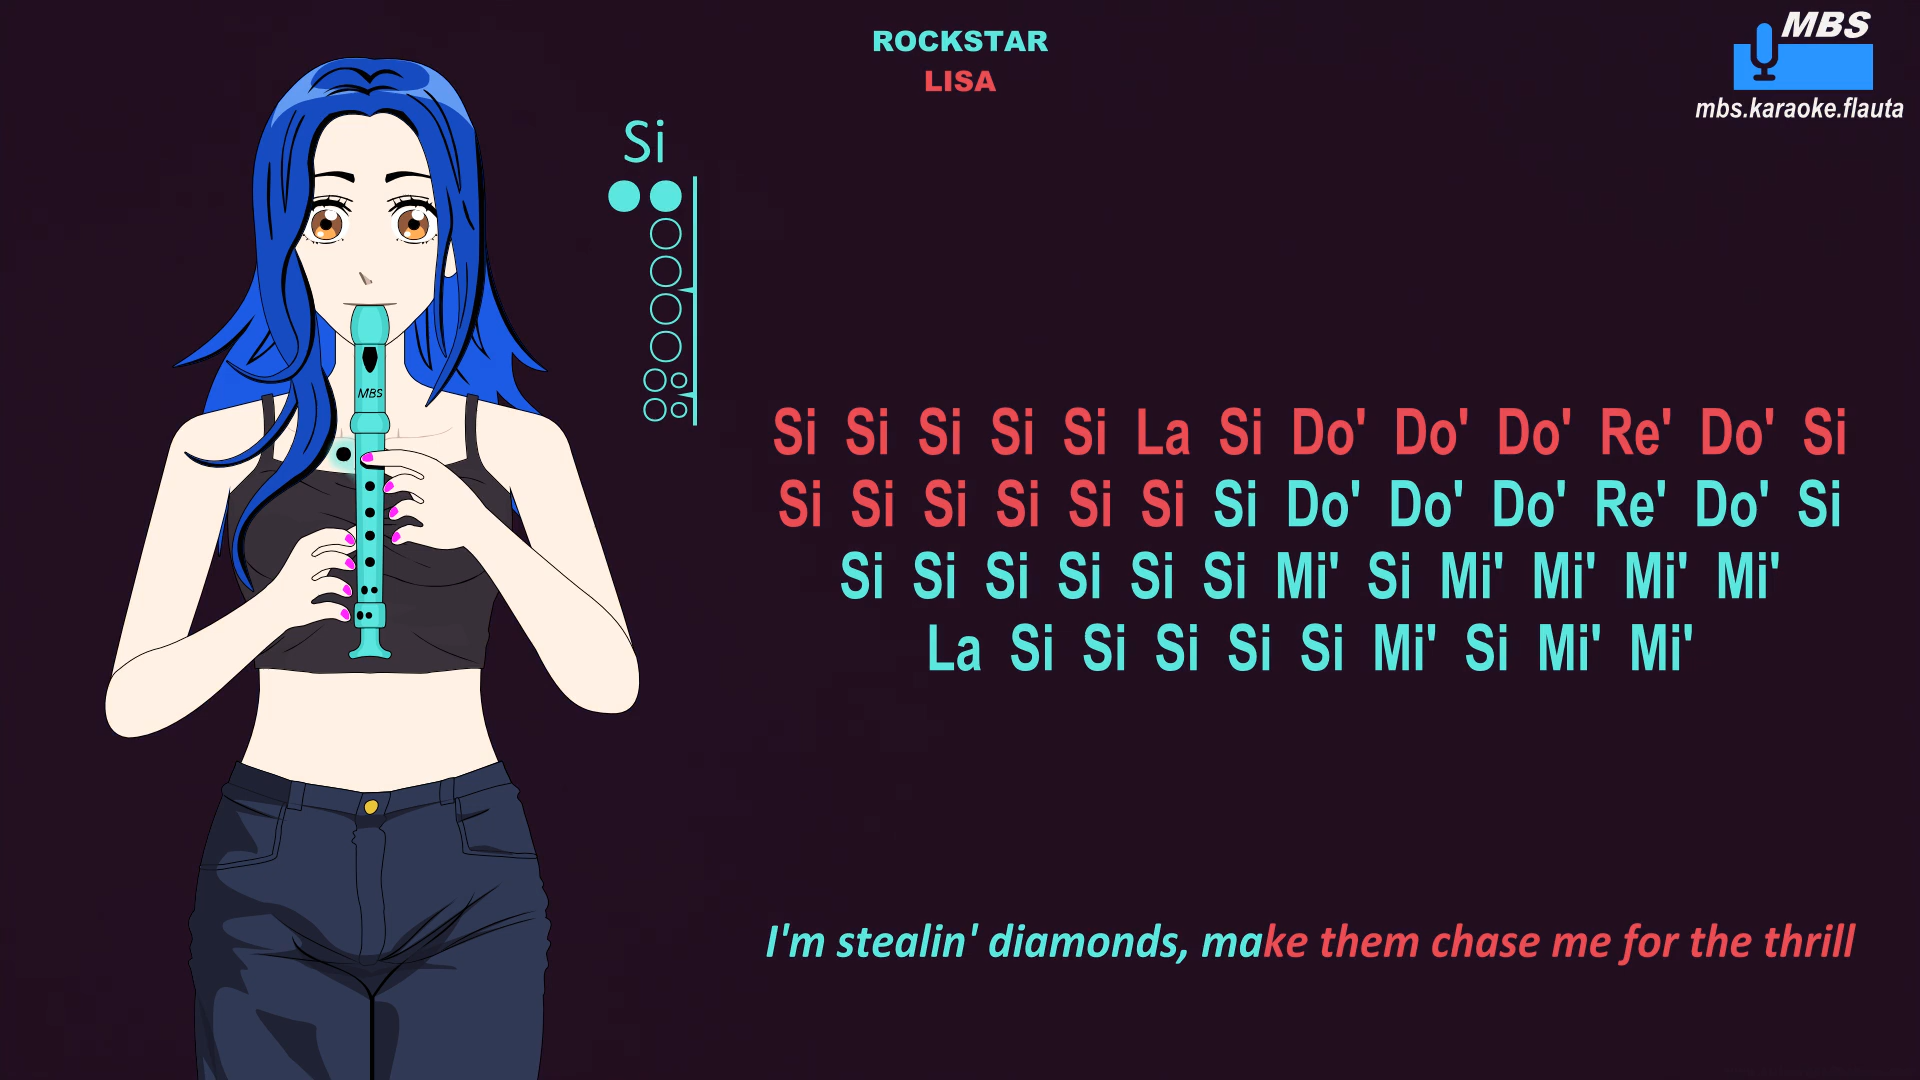 ROCKSTAR
LISA
MBS
mbs.karaoke.flauta
Si
MBS
Si Si Si Si Si La Si Do' Do' Do' Re' Do' Si
Si Si Si Si Si Si Si Do' Do' Do' Re' Do' Si
Si Si Si Si Si Si Mi' Si Mi' Mi' Mi' Mi'
La Si Si Si Si Si Mi' Si Mi' Mi'
I'm stealin' diamonds, make them chase me for the thrill